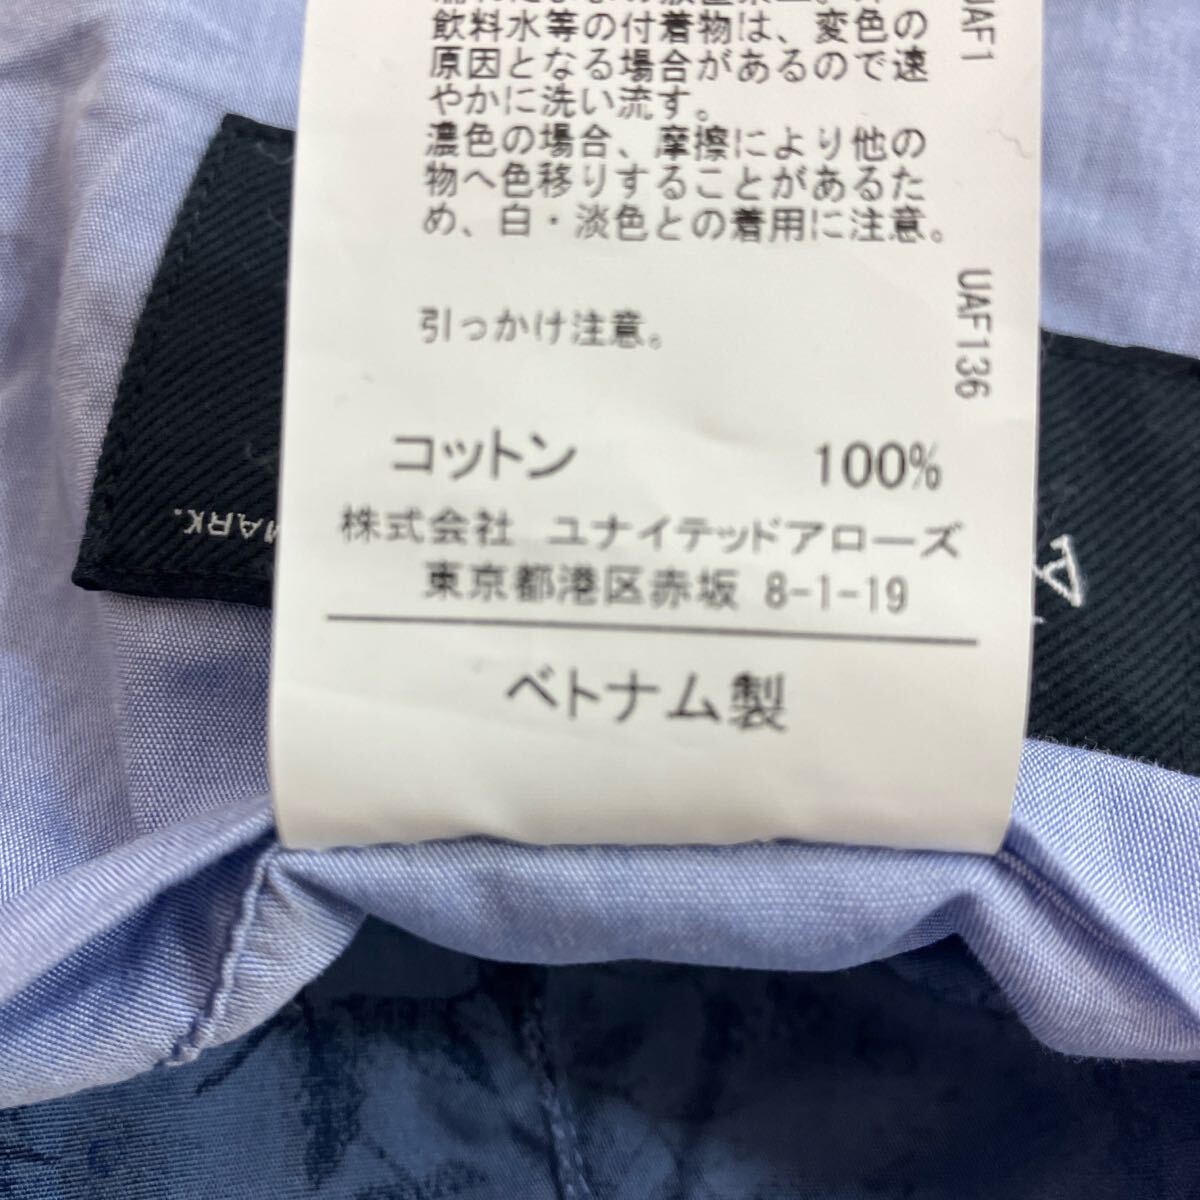 飲料水等の付着物は、変色の
原因となる場合があるので速
やかに洗い流す。
濃色の場合、摩擦により他の
物へ色移りすることがあるた
め、白・淡色との着用に注意。
引っかけ注意。
コットン 100%
株式会社 ユナイテッドアローズ
東京都港区赤坂 8-1-19
ベトナム製
UAF1
UAF136
MARK.
A